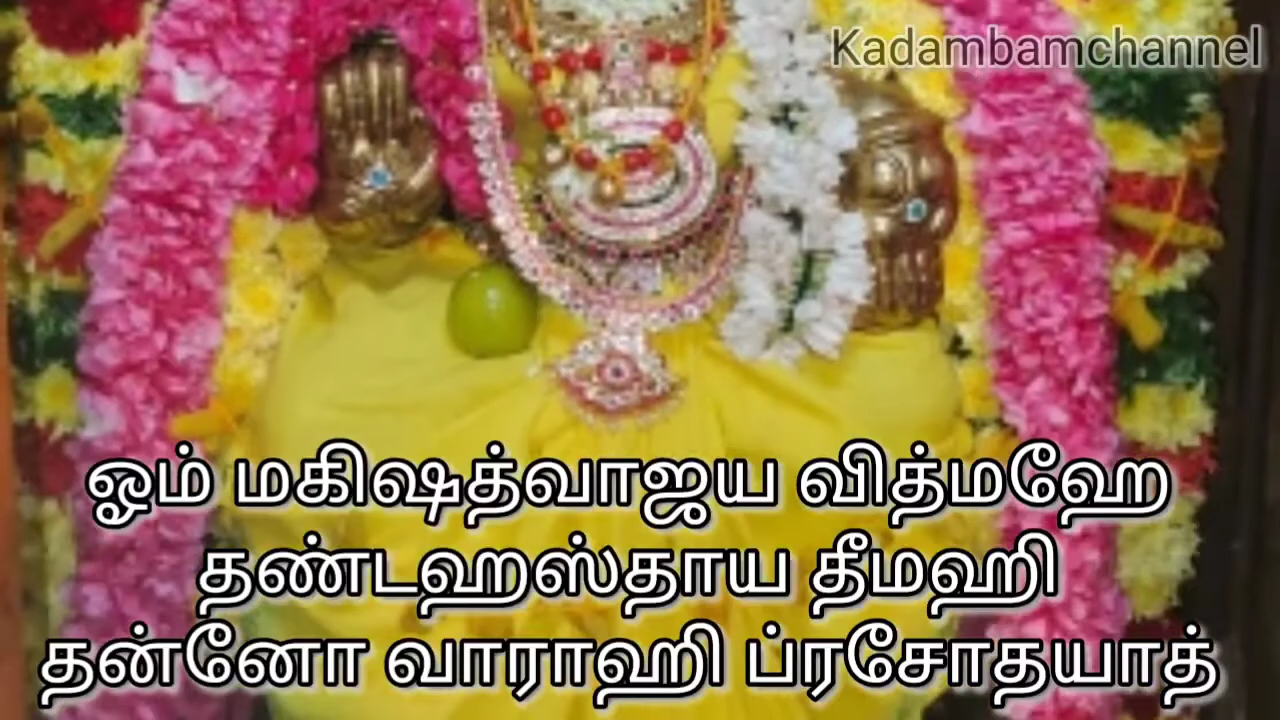 Kadambamchannel
ஓம் மகிஷத்வாஜய வித்மஹே
தண்டஹஸ்தாய தீமஹி
தன்னோ வாராஹி ப்ரசோதயாத்